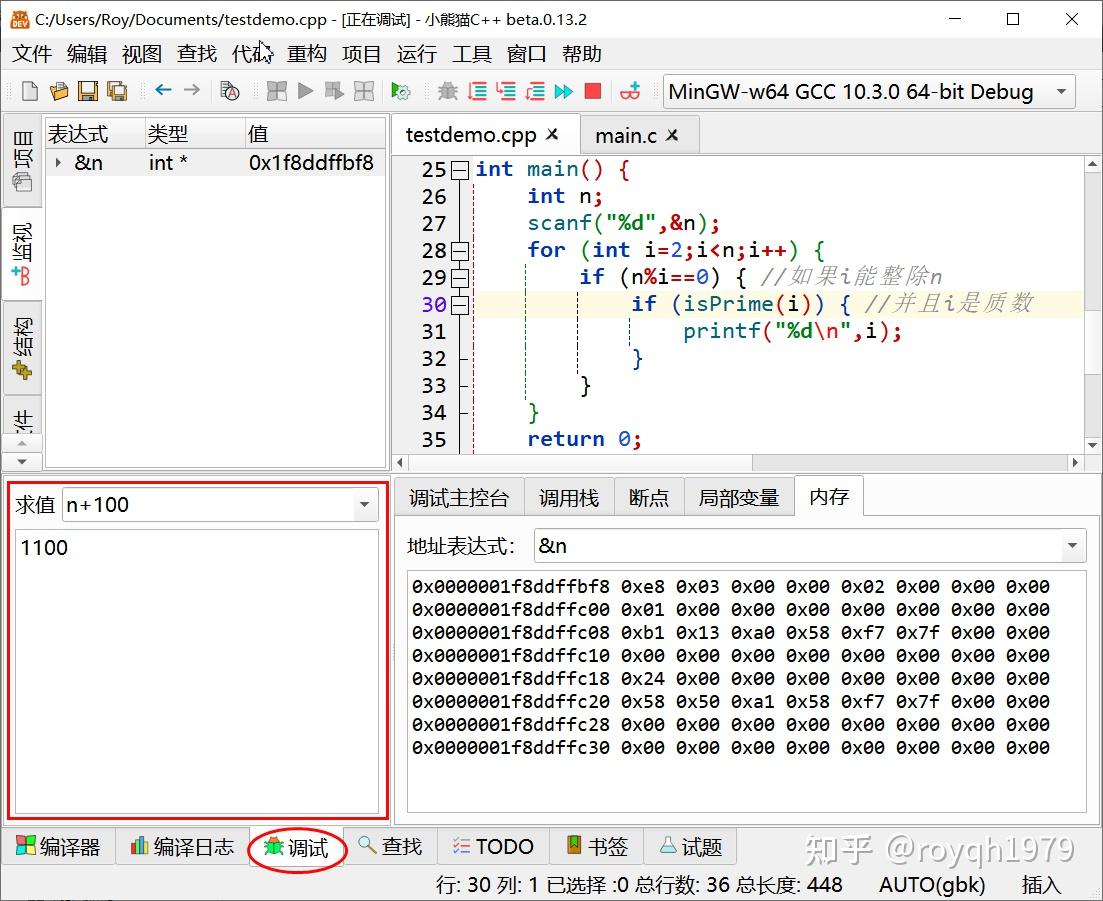 C:/Users/Roy/Documents/testdemo.cpp - [正在调试] - 小熊猫C++ beta.0.13.2
文件 编辑 视图 查找 代码 重构 项目 运行 工具 窗口 帮助
MinGW-w64 GCC 10.3.0 64-bit Debug
项目
监视
结构
件
表达式 类型 值
&n int * 0x1f8ddffbf8
testdemo.cpp main.c
25 int main() {
26 int n;
27 scanf("%d",&n);
28 for (int i=2;i<n;i++) {
29 if (n%i==0) { //如果i能整除n
30 if (isPrime(i)) { //并且i是质数
31 printf("%d\n",i);
32 }
33 }
34 }
35 return 0;
求值 n+100
1100
调试主控台 调用栈 断点 局部变量 内存
地址表达式： &n
0x0000001f8ddffbf8 0xe8 0x03 0x00 0x00 0x02 0x00 0x00 0x00
0x0000001f8ddffc00 0x01 0x00 0x00 0x00 0x00 0x00 0x00 0x00
0x0000001f8ddffc08 0xb1 0x13 0xa0 0x58 0xf7 0x7f 0x00 0x00
0x0000001f8ddffc10 0x00 0x00 0x00 0x00 0x00 0x00 0x00 0x00
0x0000001f8ddffc18 0x24 0x00 0x00 0x00 0x00 0x00 0x00 0x00
0x0000001f8ddffc20 0x58 0x50 0xa1 0x58 0xf7 0x7f 0x00 0x00
0x0000001f8ddffc28 0x00 0x00 0x00 0x00 0x00 0x00 0x00 0x00
0x0000001f8ddffc30 0x00 0x00 0x00 0x00 0x00 0x00 0x00 0x00
编译器 编译日志 调试 查找 TODO 书签 试题
知乎 @royqh1979
行: 30 列: 1 已选择 :0 总行数: 36 总长度: 448 AUTO(gbk) 插入